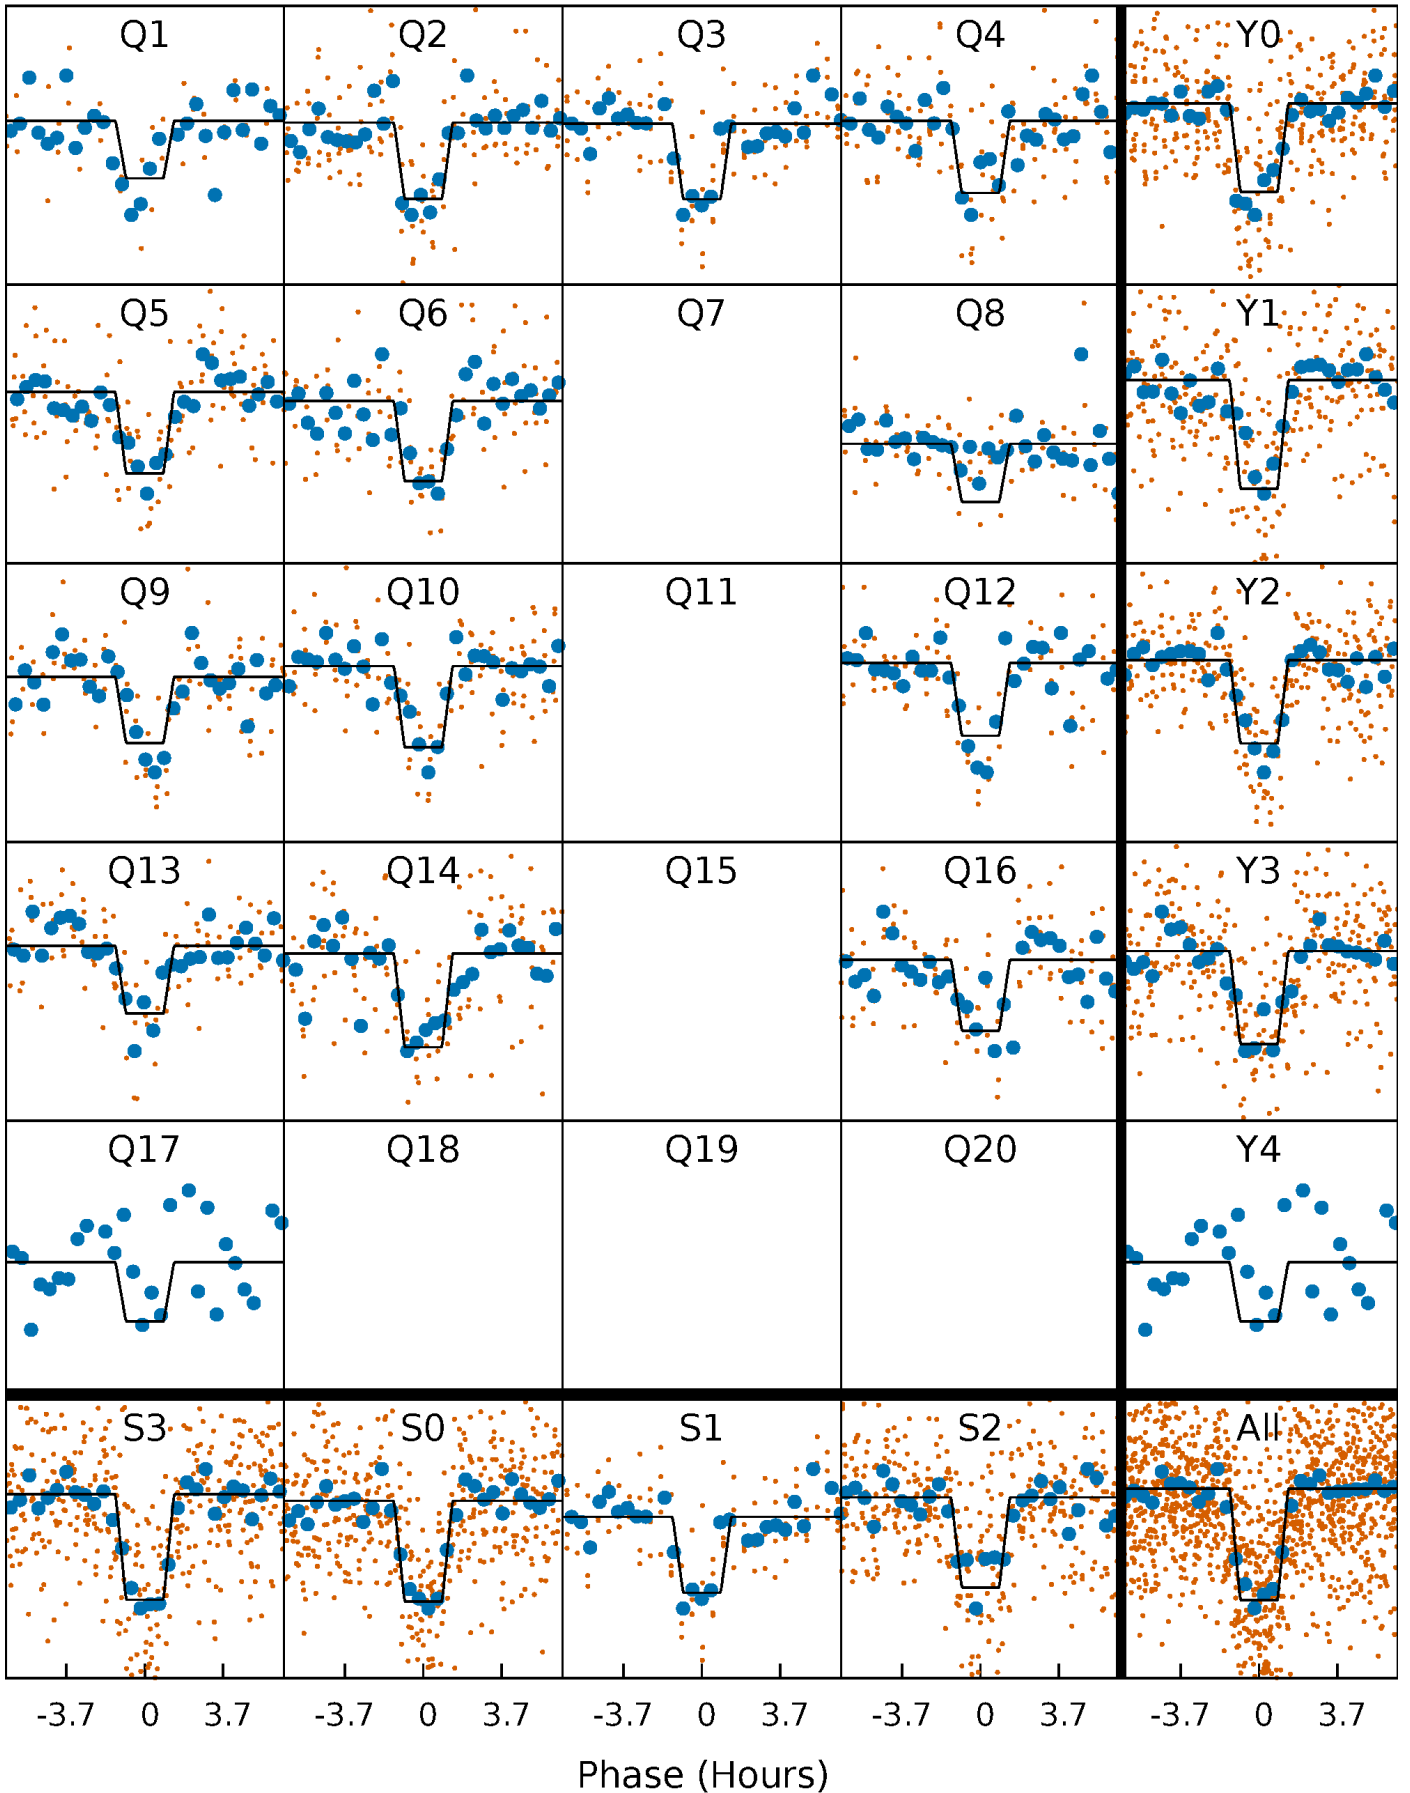 Q1 Q2 Q3 Q4 Y0
Q5 Q6 Q7 Q8 Y1
Q9 Q10 Q11 Q12 Y2
Q13 Q14 Q15 Q16 Y3
Q17 Q18 Q19 Q20 Y4
S3 S0 S1 S2 All
-3.7 0 3.7 -3.7 0 3.7 -3.7 0 3.7 -3.7 0 3.7 -3.7 0 3.7
Phase (Hours)